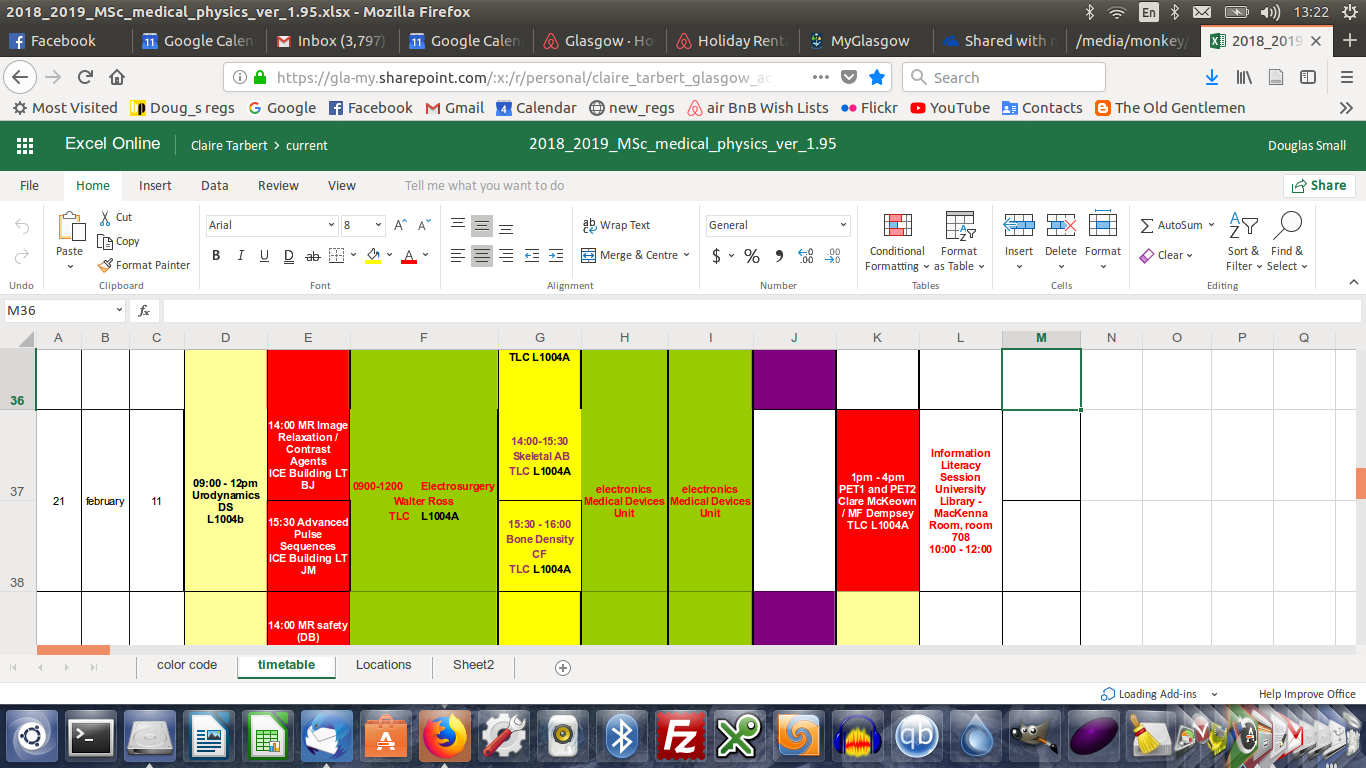 2018_2019_MSc_medical_physics_ver_1.95.xlsx - Mozilla Firefox
En
13:22
Facebook
Google Calen
Inbox (3,797)
Google Calen
Glasgow · Ho
Holiday Renta
MyGlasgow
Shared with
/media/monkey/
2018_2019_
https://gla-my.sharepoint.com/:x:/r/personal/claire_tarbert_glasgow_ac
Search
Most Visited
Doug_s regs
Google
Facebook
Gmail
Calendar
new_regs
air BnB Wish Lists
Flickr
YouTube
Contacts
The Old Gentlemen
Excel Online
Claire Tarbert > current
2018_2019_MSc_medical_physics_ver_1.95
Douglas Small
File
Home
Insert
Data
Review
View
Tell me what you want to do
Share
Paste
Cut
Copy
Format Painter
Arial
8
B I U D ab
Wrap Text
Merge & Centre
General
$ % ,
Conditional
Formatting
Format
as Table
Insert
Delete
Format
AutoSum
Clear
Sort &
Filter
Find &
Select
Undo
Clipboard
Font
Alignment
Number
Tables
Cells
Editing
M36
fx
A B C D E F G H I J K L M N O P Q
36
TLC L1004A
37
38
21
february
11
09:00 - 12pm
Urodynamics
DS
L1004b
14:00 MR Image
Relaxation /
Contrast
Agents
ICE Building LT
BJ
15:30 Advanced
Pulse
Sequences
ICE Building LT
JM
14:00 MR safety
(DB)
0900-1200 Electrosurgery
Walter Ross
TLC L1004A
14:00-15:30
Skeletal AB
TLC L1004A
15:30 - 16:00
Bone Density
CF
TLC L1004A
electronics
Medical Devices
Unit
electronics
Medical Devices
Unit
1pm - 4pm
PET1 and PET2
Clare McKeown
/ MF Dempsey
TLC L1004A
Information
Literacy
Session
University
Library -
MacKenna
Room, room
708
10:00 - 12:00
color code
timetable
Locations
Sheet2
Loading Add-ins
Help Improve Office